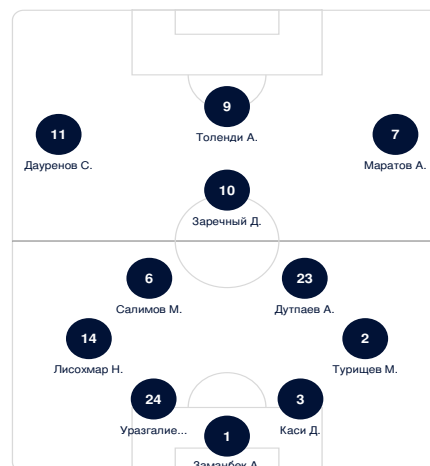 9
Толенди А.
11
Дауренов С.
7
Маратов А.
10
Заречный Д.
6
Салимов М.
23
Дутпаев А.
14
Лисохмар Н.
2
Турищев М.
24
Уразгалие...
3
Каси Д.
1
Заманбек А.